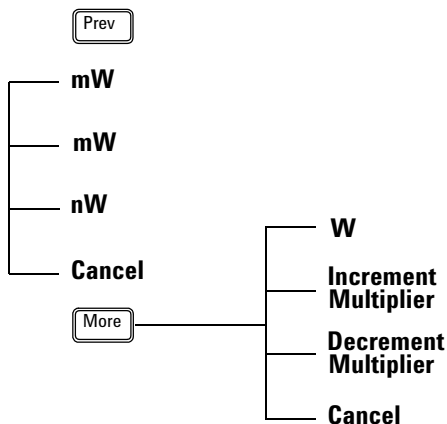 Prev
mW
mW
nW
Cancel
More
W
Increment
Multiplier
Decrement
Multiplier
Cancel